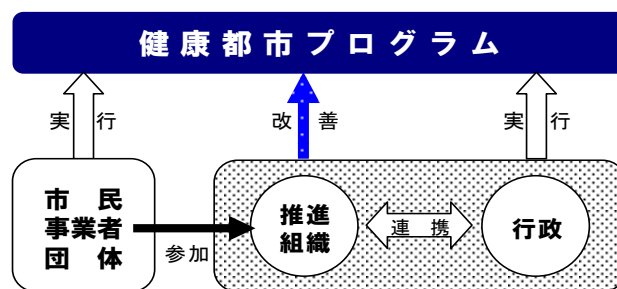 健康都市プログラム
実行
改善
実行
市民
事業者
団体
参加
推進
組織
連携
行政